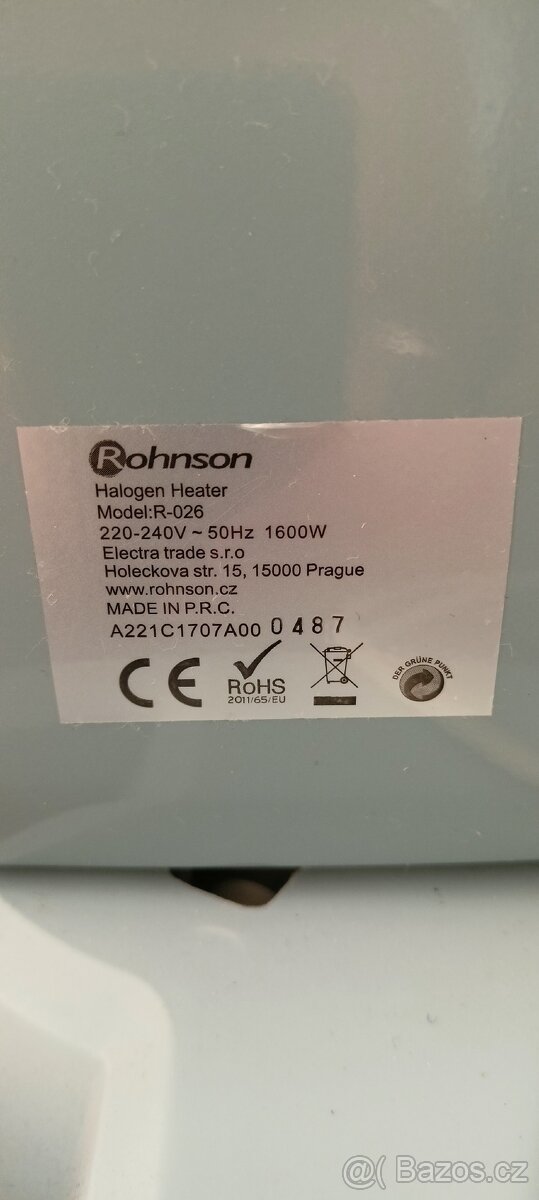 Rohnson
Halogen Heater
Model:R-026
220-240V ~ 50Hz 1600W
Electra trade s.r.o
Holeckova str. 15, 15000 Prague
www.rohnson.cz
MADE IN P.R.C.
A221C1707A00 0487
CE
RoHS
2011/65/EU
DER GRÜNE PUNKT
@( Bazos.cz